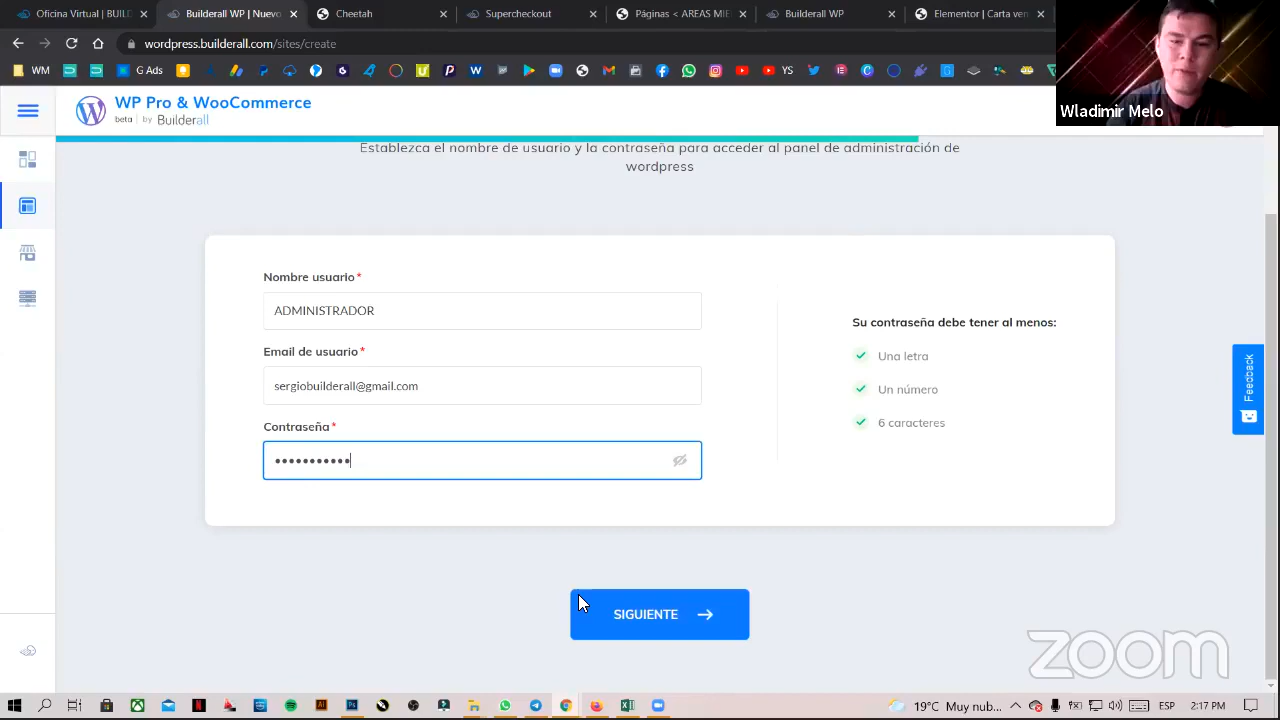 Oficina Virtual | BUILD
Builderall WP | Nuevo
Cheetah
Supercheckout
Páginas < AREAS MIE
Builderall WP
Elementor | Carta ven
wordpress.builderall.com/sites/create
WM
G Ads
YS
WP Pro & WooCommerce
beta | by Builderall
Wladimir Melo
Establezca el nombre de usuario y la contraseña para acceder al panel de administración de
wordpress
Nombre usuario*
ADMINISTRADOR
Email de usuario*
sergiobuilderall@gmail.com
Contraseña*
Su contraseña debe tener al menos:
Una letra
Un número
6 caracteres
Feedback
SIGUIENTE
zoom
19°C Muy nub...
ESP
2:17 PM